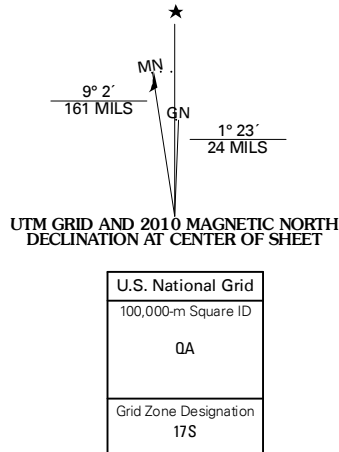 ★
MN
9° 2´
161 MILS
GN
1° 23´
24 MILS
UTM GRID AND 2010 MAGNETIC NORTH
DECLINATION AT CENTER OF SHEET
U.S. National Grid
100,000-m Square ID
QA
Grid Zone Designation
17S